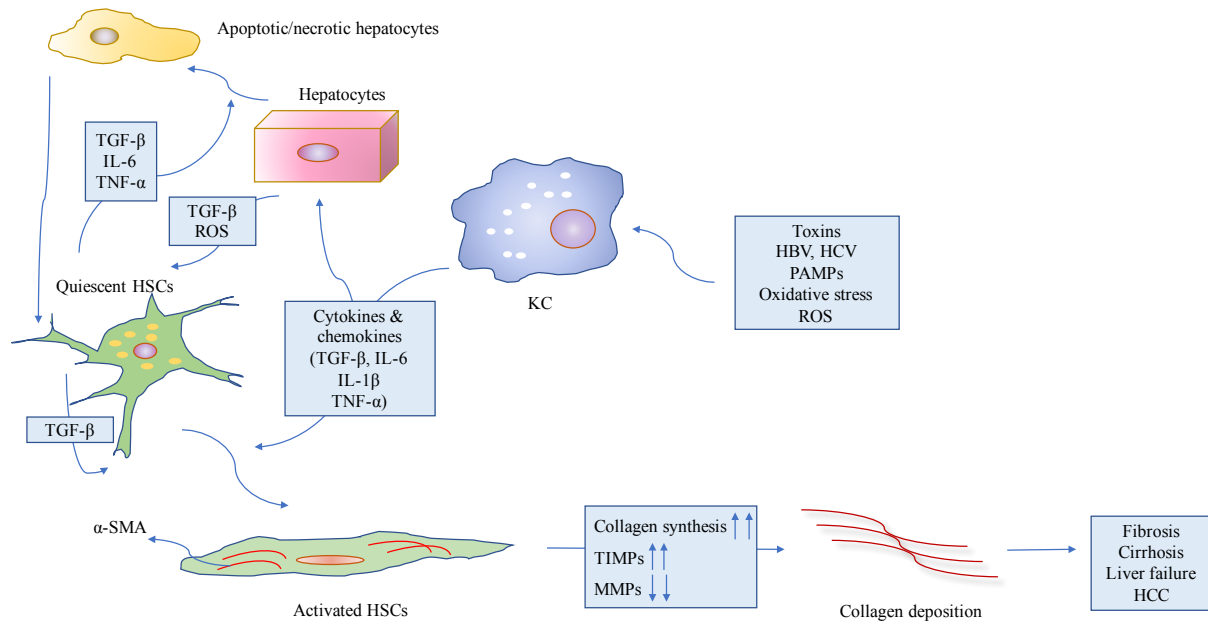 Apoptotic/necrotic hepatocytes
Hepatocytes
TGF-β
IL-6
TNF-α
TGF-β
ROS
Toxins
HBV, HCV
PAMPs
Oxidative stress
ROS
KC
Quiescent HSCs
Cytokines &
chemokines
(TGF-β, IL-6
IL-1β
TNF-α)
TGF-β
α-SMA
Activated HSCs
Collagen synthesis ↑↑
TIMPs ↑↑
MMPs ↓↓
Collagen deposition
Fibrosis
Cirrhosis
Liver failure
HCC